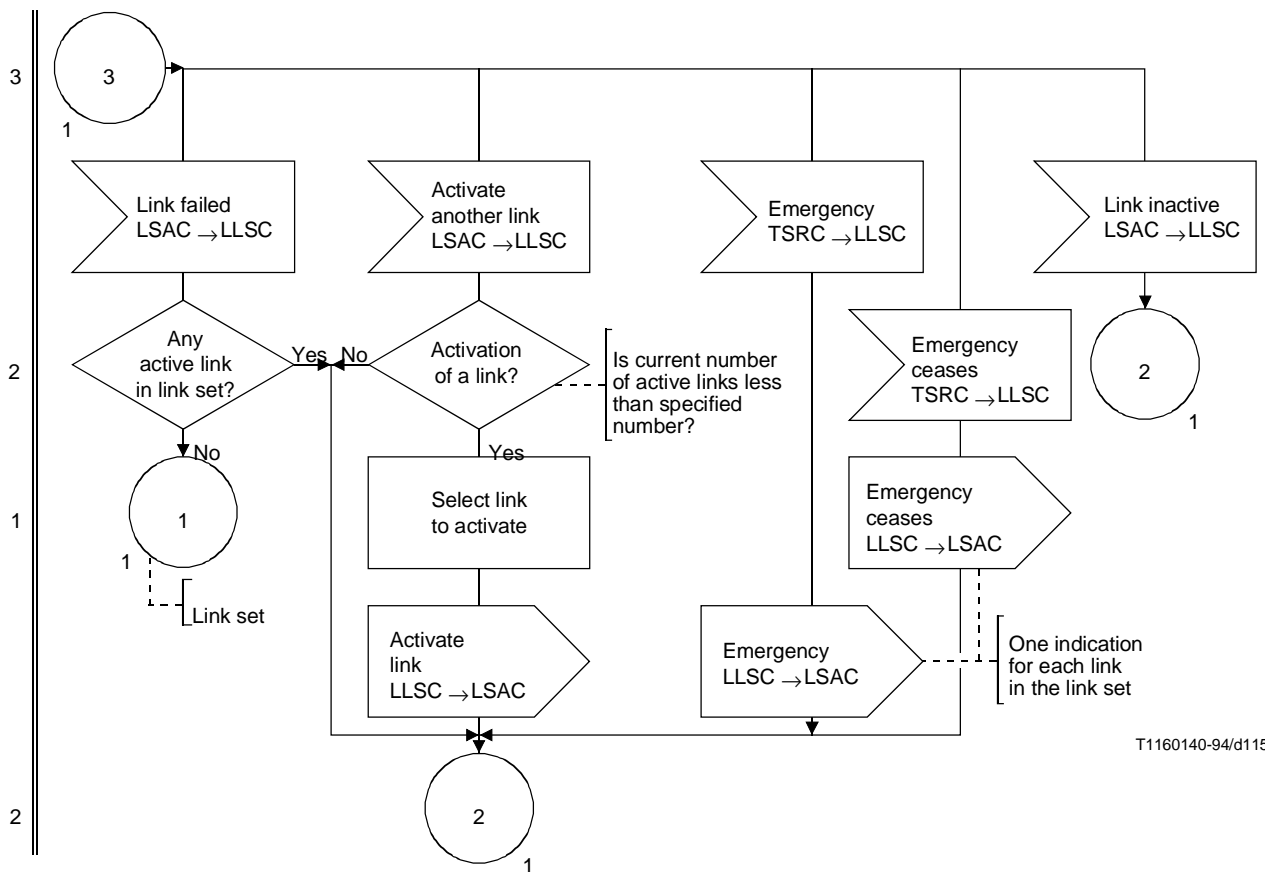 3
3
1
Link failed
LSAC → LLSC
Activate
another link
LSAC → LLSC
Emergency
TSRC → LLSC
Link inactive
LSAC → LLSC
2
Any
active link
in link set?
Yes
No
Activation
of a link?
Is current number
of active links less
than specified
number?
Emergency
ceases
TSRC → LLSC
2
1
No
Yes
1
1
1
Link set
Select link
to activate
Emergency
ceases
LLSC → LSAC
Activate
link
LLSC → LSAC
Emergency
LLSC → LSAC
One indication
for each link
in the link set
T1160140-94/d115
2
2
1